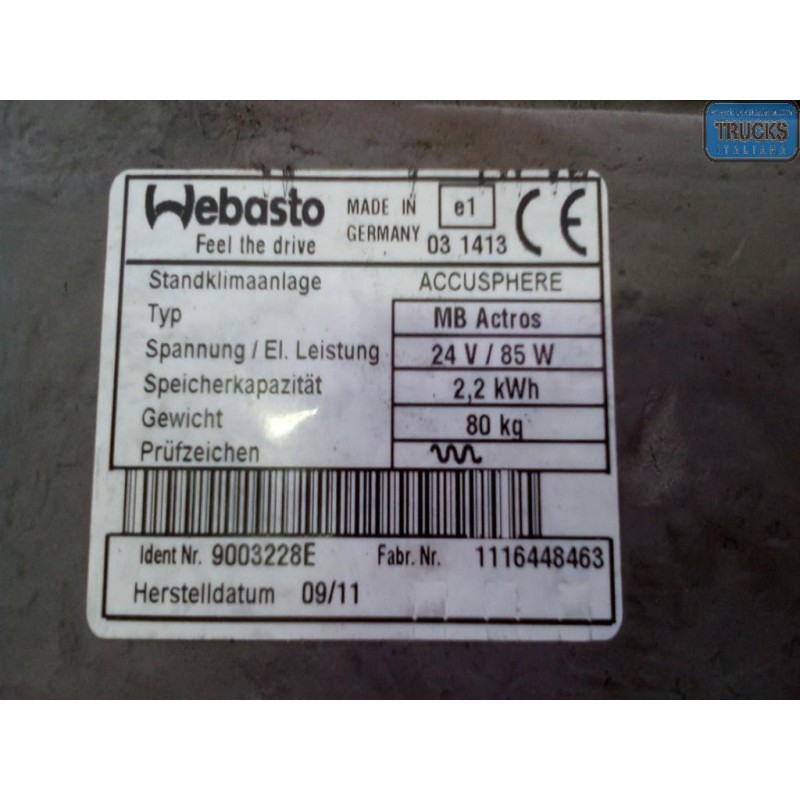 TRUCKS
ITALIANA
Webasto
Feel the drive
MADE IN
GERMANY
e1
03 1413
CE
Standklimaanlage ACCUSPHERE
Typ MB Actros
Spannung / El. Leistung 24 V / 85 W
Speicherkapazität 2,2 kWh
Gewicht 80 kg
Prüfzeichen
Ident Nr. 9003228E Fabr. Nr. 1116448463
Herstelldatum 09/11